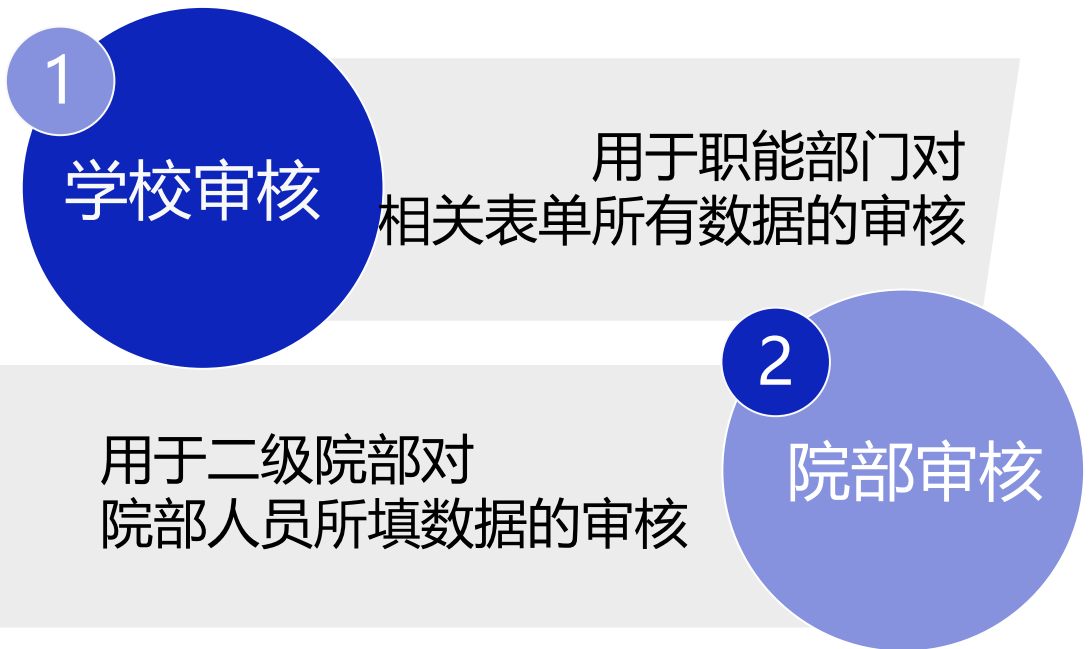 1
学校审核
用于职能部门对
相关表单所有数据的审核
2
院部审核
用于二级院部对
院部人员所填数据的审核